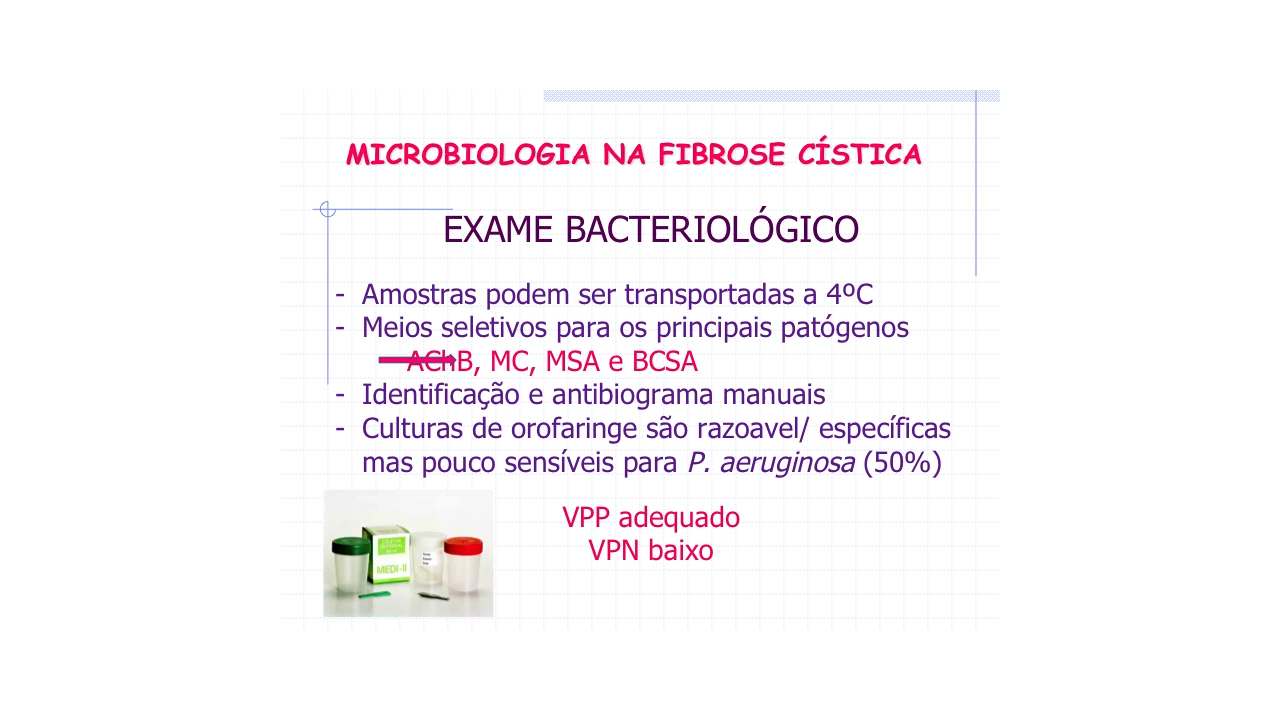 MICROBIOLOGIA NA FIBROSE CÍSTICA
EXAME BACTERIOLÓGICO
- Amostras podem ser transportadas a 4ºC
- Meios seletivos para os principais patógenos
AChB, MC, MSA e BCSA
- Identificação e antibiograma manuais
- Culturas de orofaringe são razoavel/ específicas
mas pouco sensíveis para P. aeruginosa (50%)
VPP adequado
VPN baixo
MEDI-II